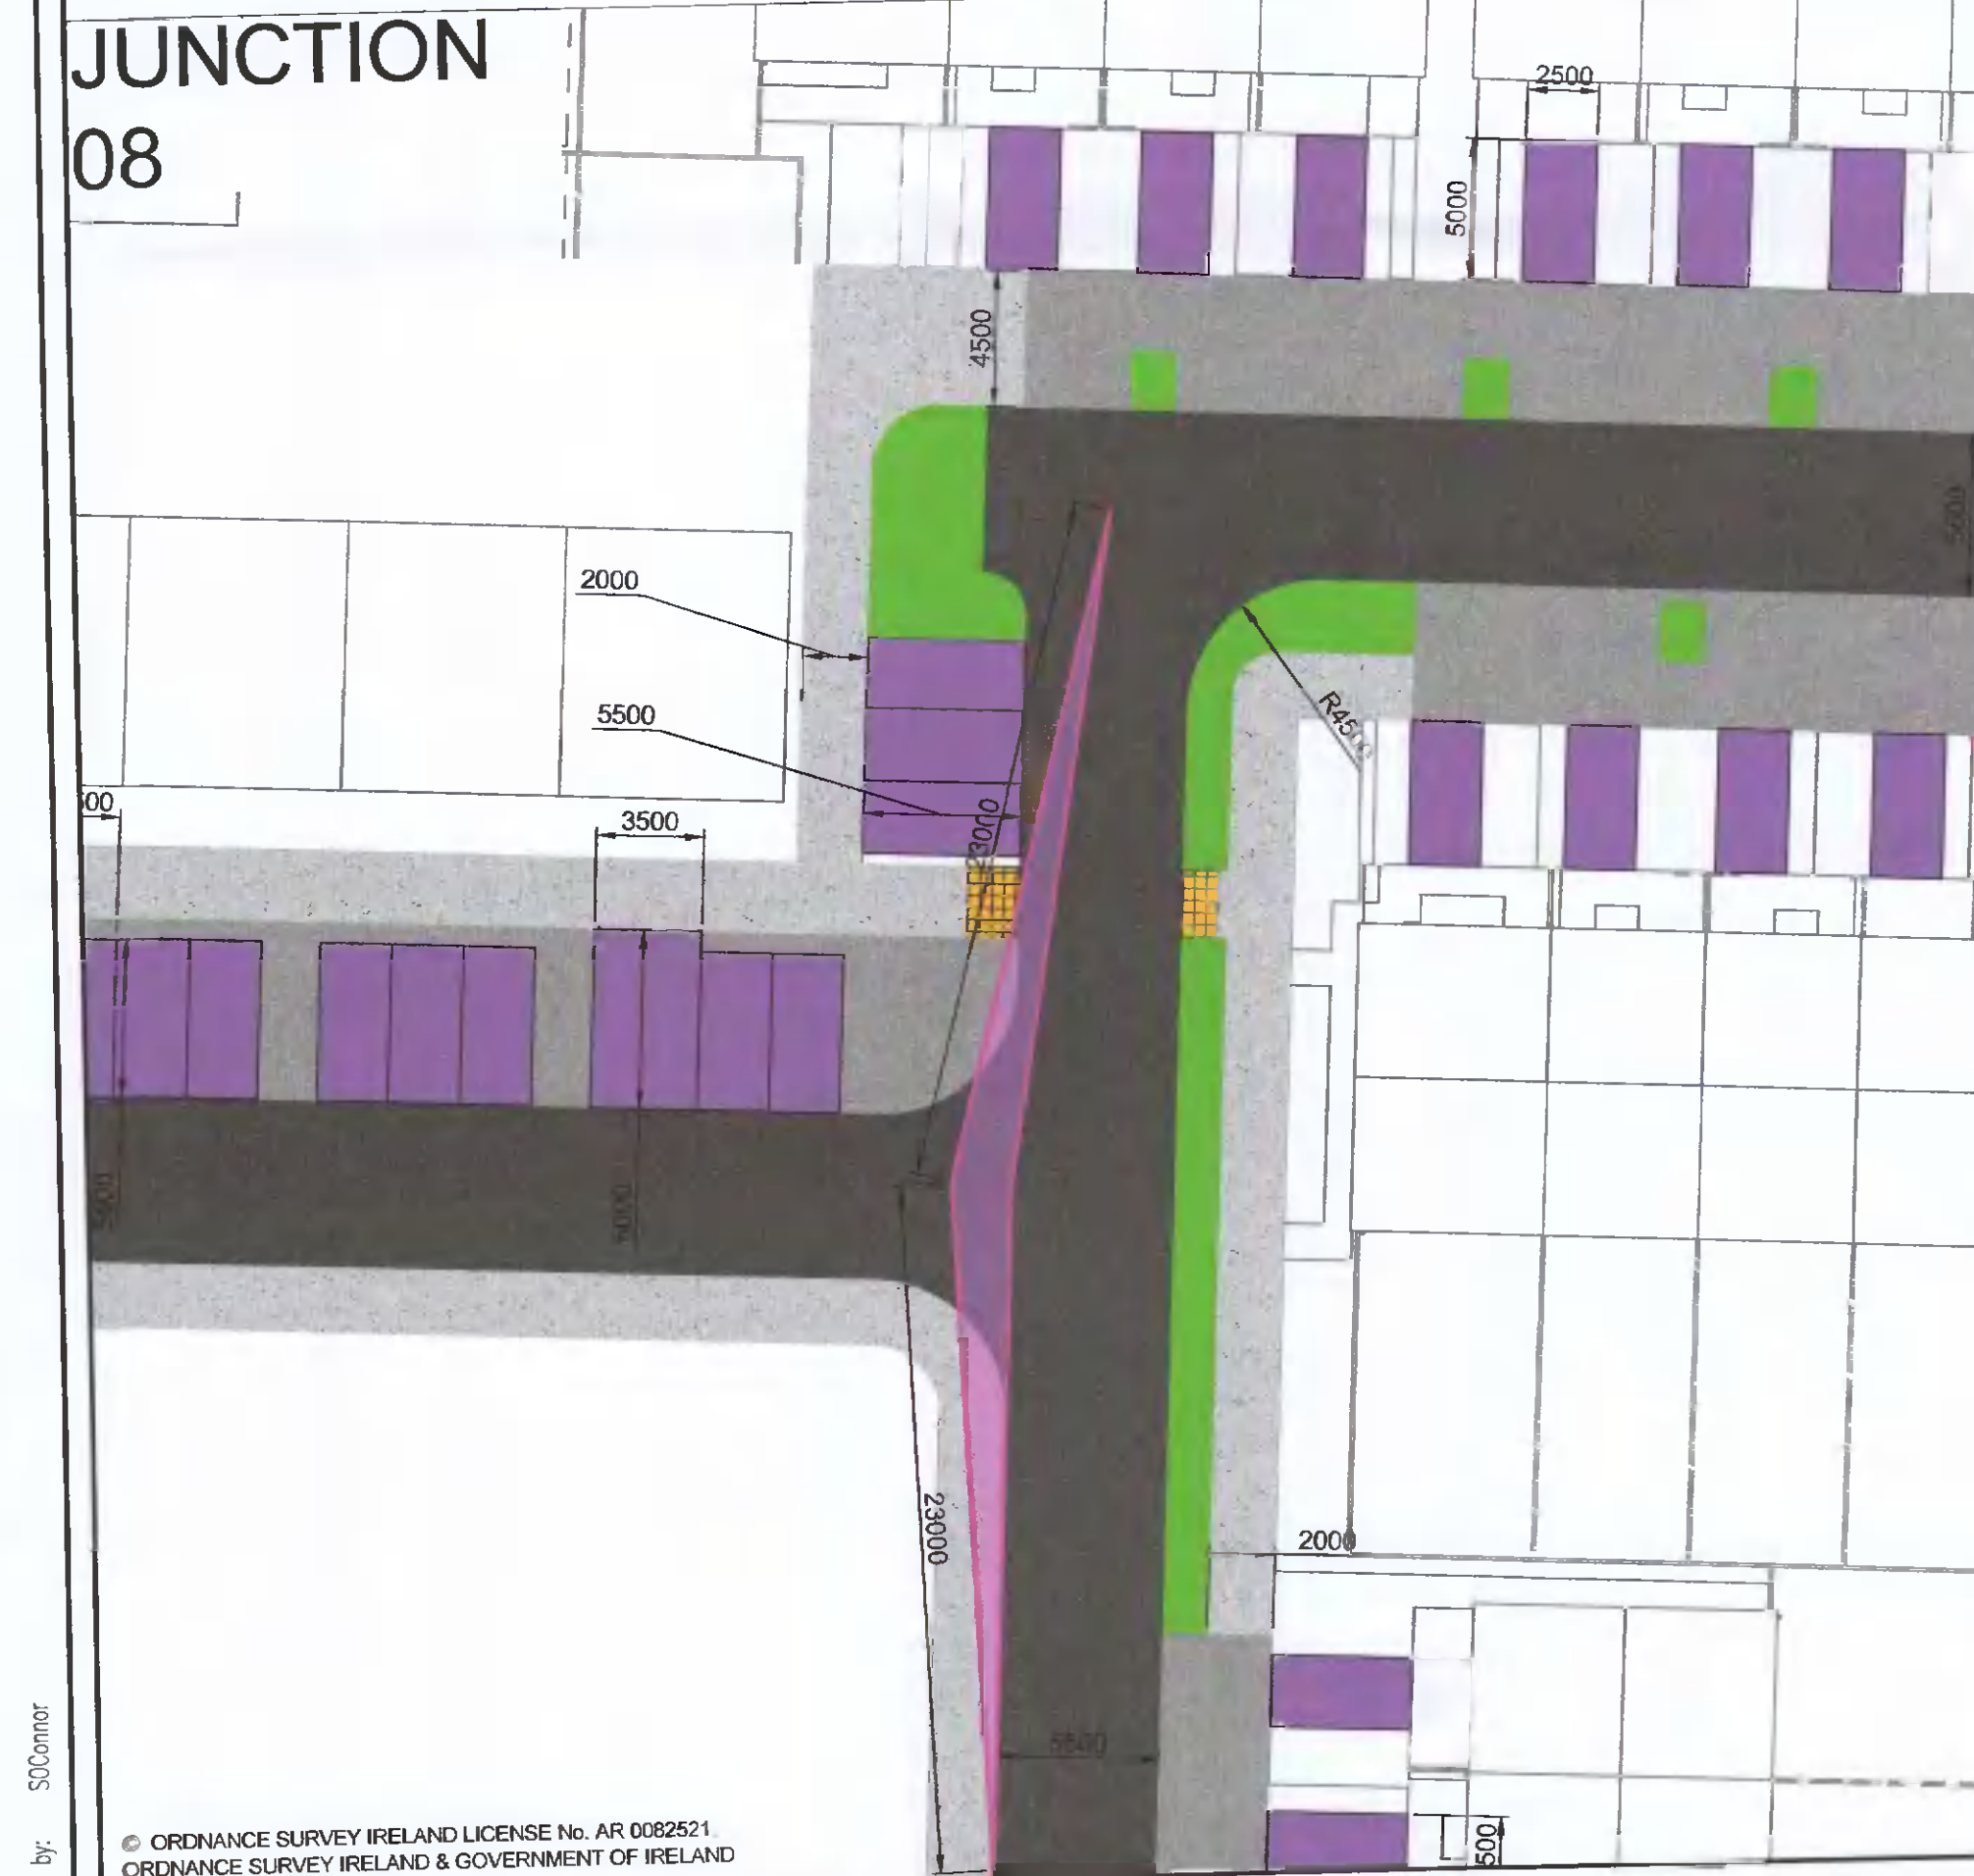 JUNCTION
08
2500
5000
4500
2000
5500
R4500
23000
3500
23000
2000
5500
by: SOConnor
© ORDNANCE SURVEY IRELAND LICENSE No. AR 0082521
ORDNANCE SURVEY IRELAND & GOVERNMENT OF IRELAND